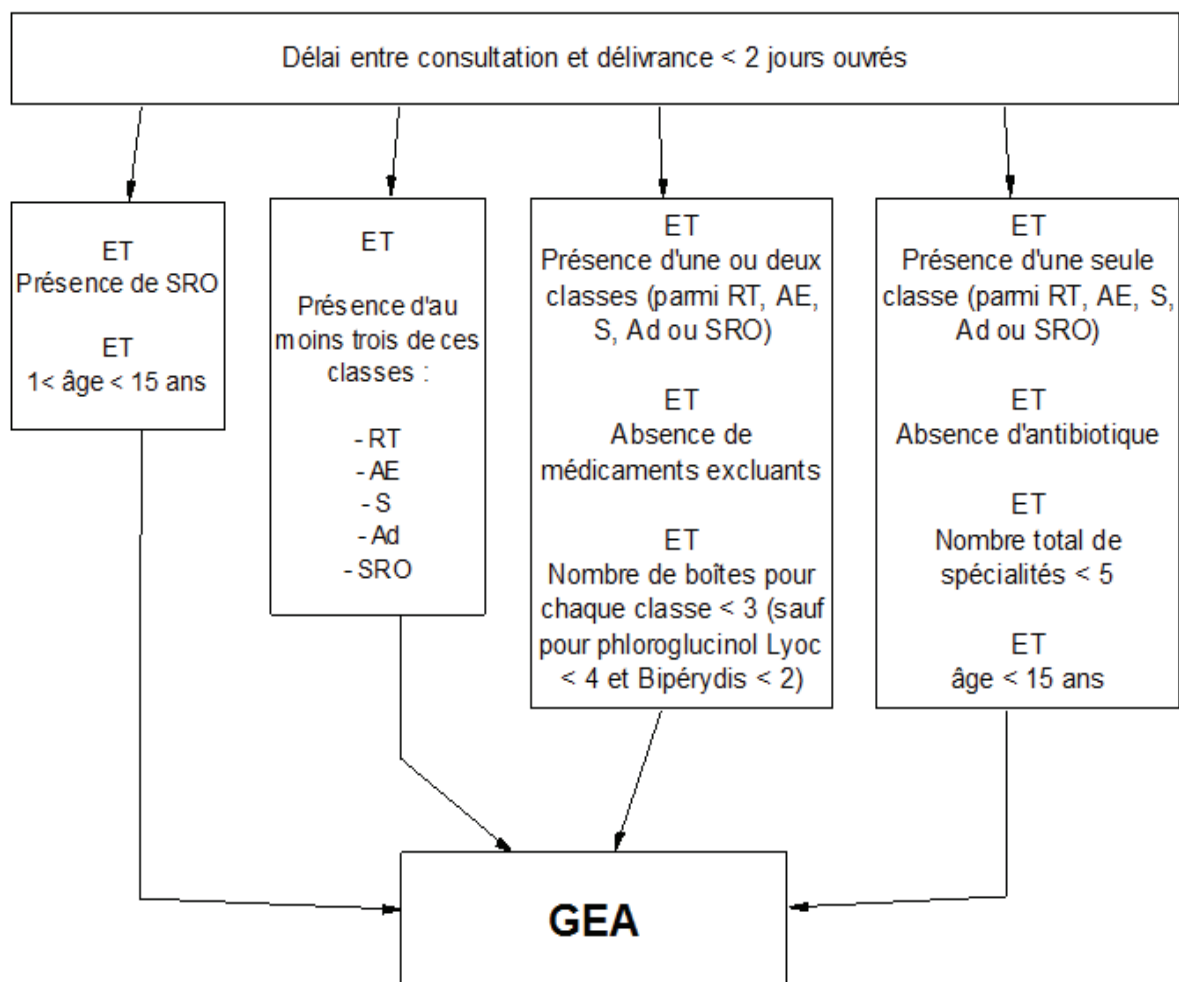 Délai entre consultation et délivrance < 2 jours ouvrés
ET
Présence de SRO
ET
1< âge < 15 ans
ET
Présence d'au
moins trois de ces
classes :
- RT
- AE
- S
- Ad
- SRO
ET
Présence d'une ou deux
classes (parmi RT, AE,
S, Ad ou SRO)
ET
Absence de
médicaments excluants
ET
Nombre de boîtes pour
chaque classe < 3 (sauf
pour phloroglucinol Lyoc
< 4 et Bipérydis < 2)
ET
Présence d'une seule
classe (parmi RT, AE, S,
Ad ou SRO)
ET
Absence d'antibiotique
ET
Nombre total de
spécialités < 5
ET
âge < 15 ans
GEA